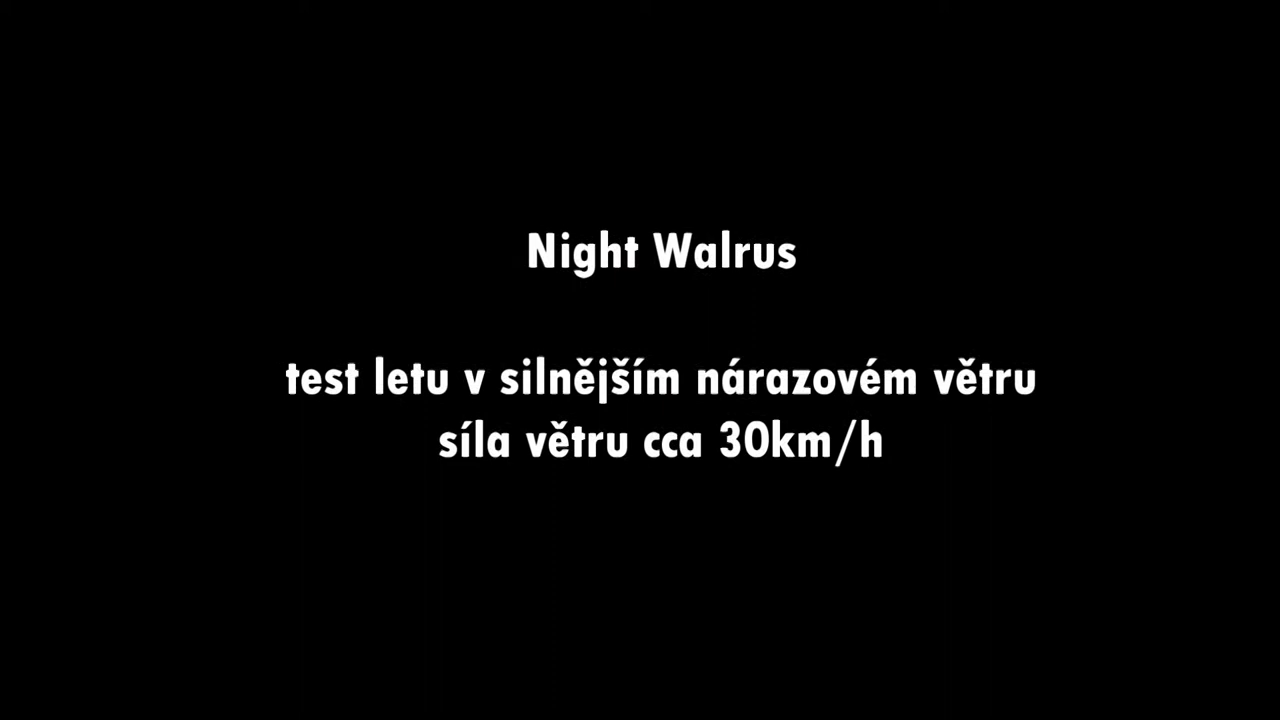 Night Walrus
test letu v silnějším nárazovém větru
síla větru cca 30km/h